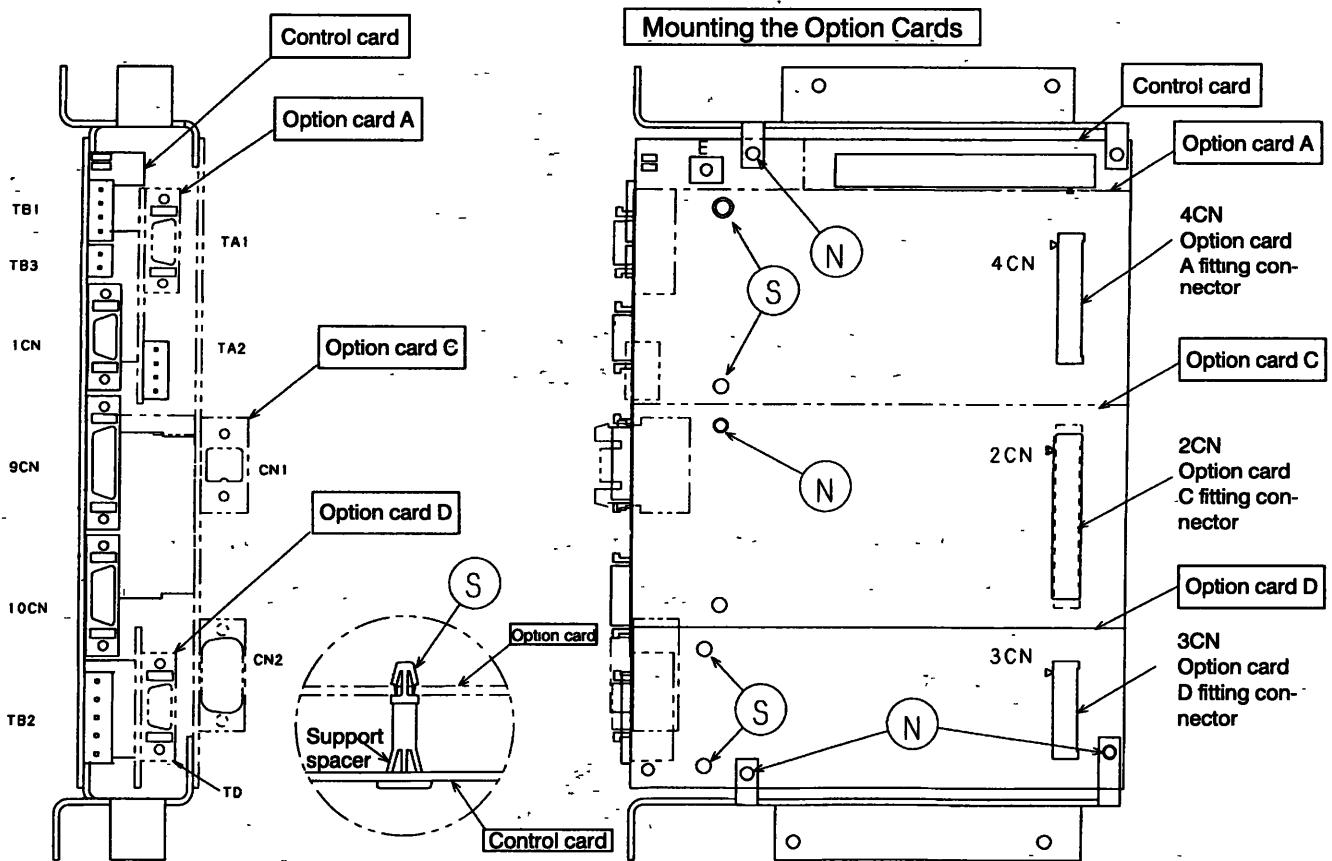 Mounting the Option Cards
Control card
Option card A
TB1
TB3
1CN
9CN
10CN
TB2
TA1
TA2
Option card C
CN1
Option card D
CN2
TD
S
Option card
Support
spacer
Control card
Control card
Option card A
E
N
S
4CN
4CN
Option card
A fitting con-
nector
Option card C
N
2CN
2CN
Option card
C fitting con-
nector
Option card D
3CN
3CN
Option card
D fitting con-
nector
S
N